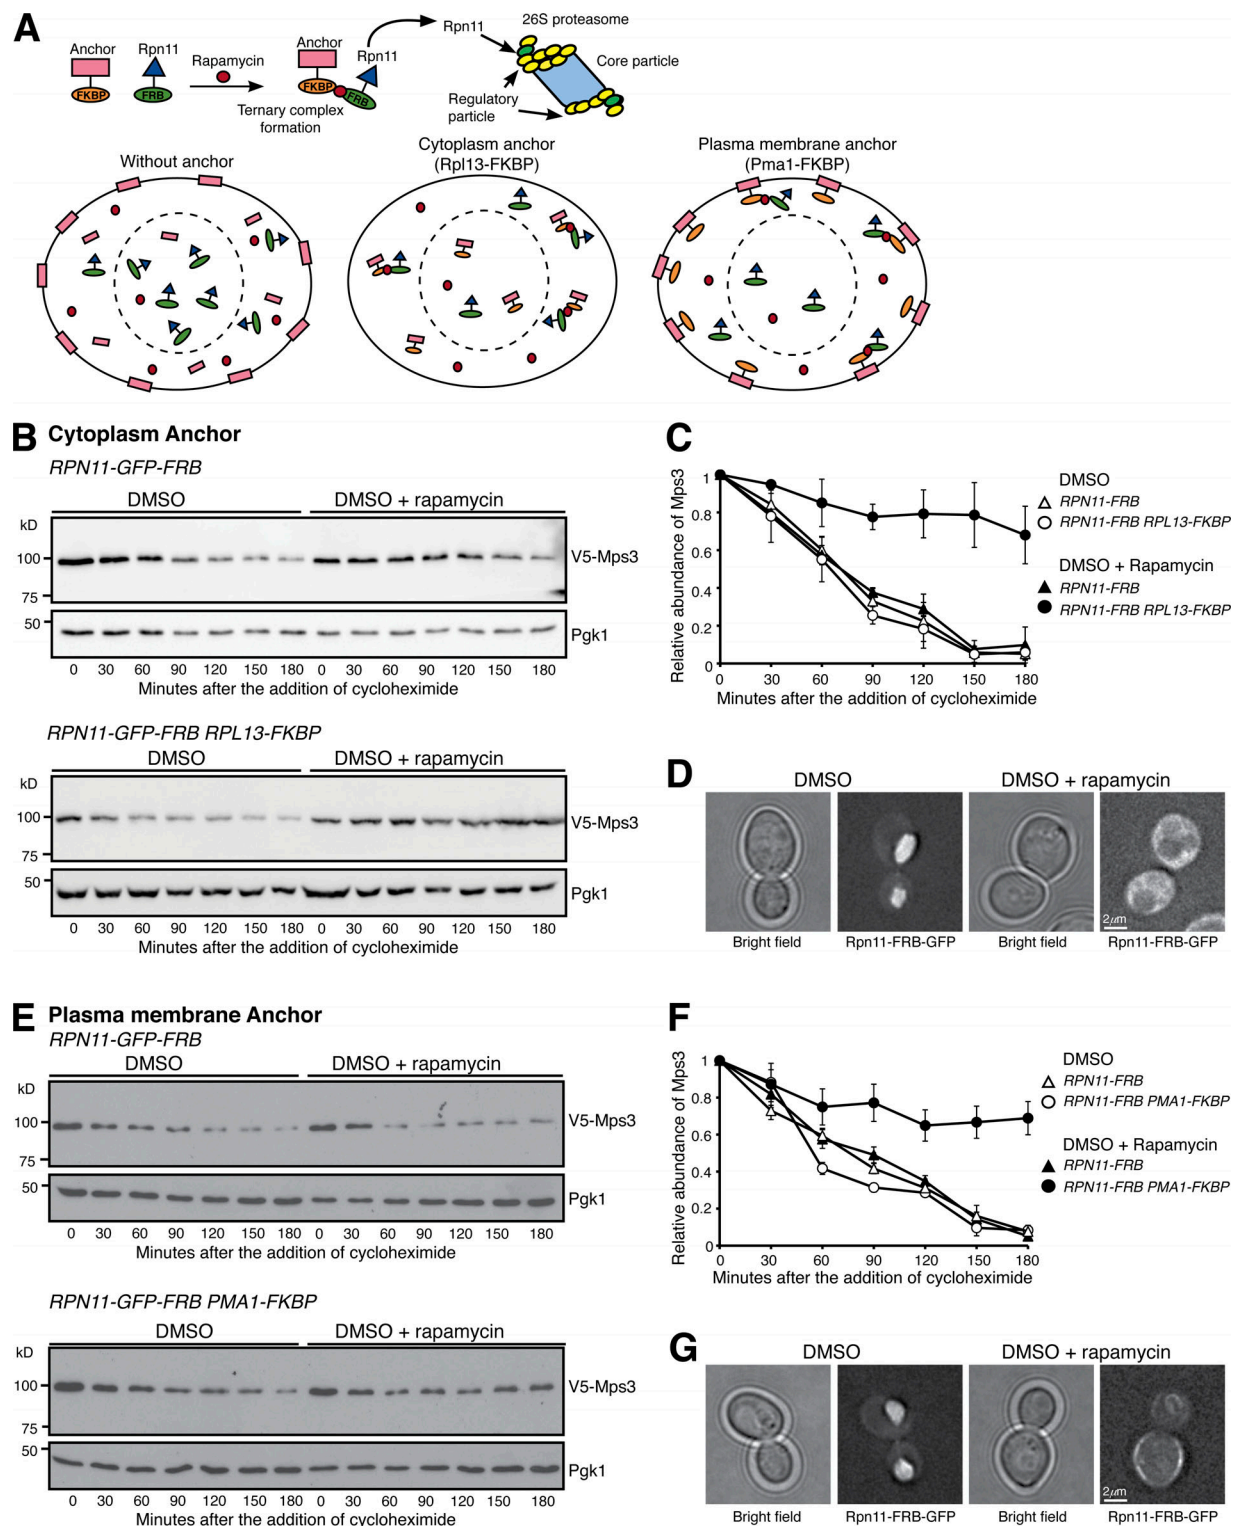 A
Anchor
Rpn11
Rapamycin
Anchor
Rpn11
Rpn11
26S proteasome
Core particle
Regulatory
particle
FKBP
FRB
FKBP
FRB
Ternary complex
formation
Without anchor
Cytoplasm anchor
(Rpl13-FKBP)
Plasma membrane anchor
(Pma1-FKBP)
B Cytoplasm Anchor
RPN11-GFP-FRB
DMSO DMSO + rapamycin
kD
100
75
V5-Mps3
50
Pgk1
0 30 60 90 120 150 180 0 30 60 90 120 150 180
Minutes after the addition of cycloheximide
RPN11-GFP-FRB RPL13-FKBP
DMSO DMSO + rapamycin
kD
100
75
V5-Mps3
50
Pgk1
0 30 60 90 120 150 180 0 30 60 90 120 150 180
Minutes after the addition of cycloheximide
C
Relative abundance of Mps3
1
0.8
0.6
0.4
0.2
0
0 30 60 90 120 150 180
Minutes after the addition of cycloheximide
DMSO
RPN11-FRB
RPN11-FRB RPL13-FKBP
DMSO + Rapamycin
RPN11-FRB
RPN11-FRB RPL13-FKBP
D
DMSO DMSO + rapamycin
2μm
Bright field Rpn11-FRB-GFP Bright field Rpn11-FRB-GFP
E Plasma membrane Anchor
RPN11-GFP-FRB
DMSO DMSO + rapamycin
kD
100
75
V5-Mps3
50
Pgk1
0 30 60 90 120 150 180 0 30 60 90 120 150 180
Minutes after the addition of cycloheximide
RPN11-GFP-FRB PMA1-FKBP
DMSO DMSO + rapamycin
kD
100
75
V5-Mps3
50
Pgk1
0 30 60 90 120 150 180 0 30 60 90 120 150 180
Minutes after the addition of cycloheximide
F
Relative abundance of Mps3
1
0.8
0.6
0.4
0.2
0
0 30 60 90 120 150 180
Minutes after the addition of cycloheximide
DMSO
RPN11-FRB
RPN11-FRB PMA1-FKBP
DMSO + Rapamycin
RPN11-FRB
RPN11-FRB PMA1-FKBP
G
DMSO DMSO + rapamycin
2μm
Bright field Rpn11-FRB-GFP Bright field Rpn11-FRB-GFP